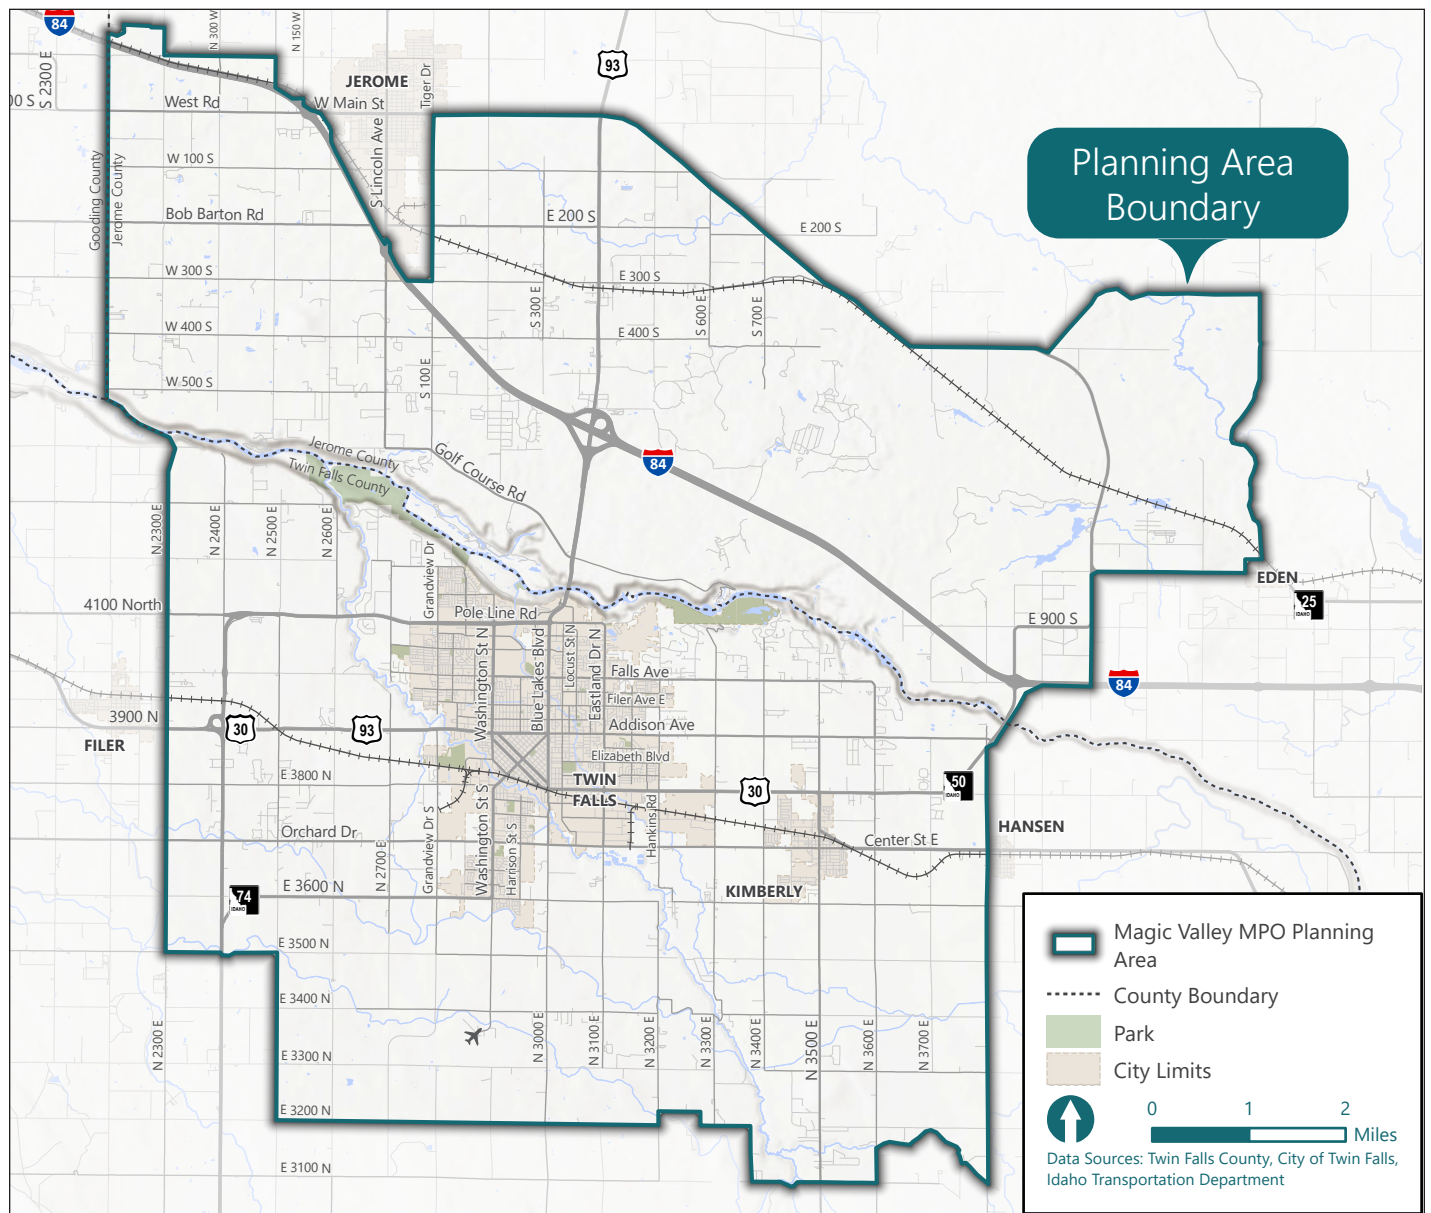 84
S 2300 E
N 300 W
N 150 W
93
JEROME
Tiger Dr
00 S
West Rd
W Main St
S Lincoln Ave
Planning Area
Boundary
W 100 S
Gooding County
Jerome County
Bob Barton Rd
E 200 S
E 200 S
W 300 S
E 300 S
S 300 E
S 600 E
S 700 E
W 400 S
E 400 S
W 500 S
S 100 E
Jerome County
Twin Falls County
Golf Course Rd
84
N 2300 E
N 2400 E
N 2500 E
N 2600 E
Grandview Dr
EDEN
25
IDAHO
4100 North
Pole Line Rd
E 900 S
Washington St N
Blue Lakes Blvd
Locust St N
Eastland Dr N
Falls Ave
84
Filer Ave E
3900 N
30
93
Addison Ave
FILER
Elizabeth Blvd
E 3800 N
TWIN
FALLS
30
50
IDAHO
Grandview Dr S
Washington St S
Harrison St S
Hankins Rd
HANSEN
Orchard Dr
Center St E
N 2700 E
74
IDAHO
E 3600 N
KIMBERLY
E 3500 N
E 3400 N
N 2300 E
N 3000 E
N 3100 E
N 3200 E
N 3300 E
N 3400 E
N 3500 E
N 3600 E
N 3700 E
E 3300 N
E 3200 N
E 3100 N
Magic Valley MPO Planning
Area
County Boundary
Park
City Limits
0 1 2
Miles
Data Sources: Twin Falls County, City of Twin Falls,
Idaho Transportation Department